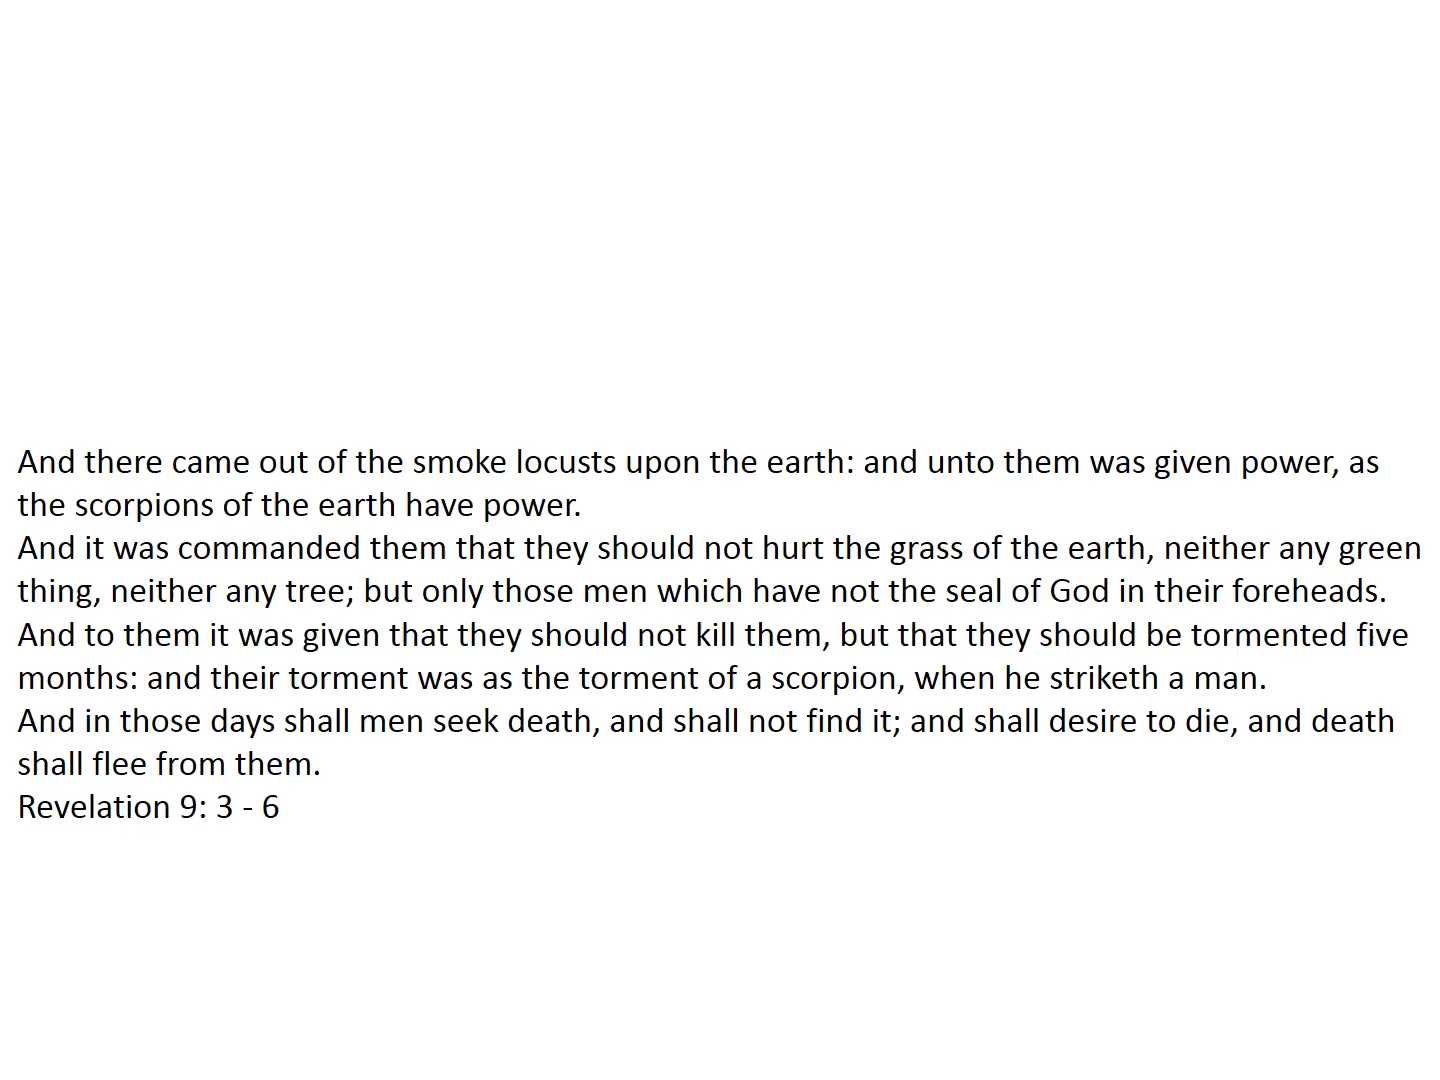 And there came out of the smoke locusts upon the earth: and unto them was given power, as
the scorpions of the earth have power.
And it was commanded them that they should not hurt the grass of the earth, neither any green
thing, neither any tree; but only those men which have not the seal of God in their foreheads.
And to them it was given that they should not kill them, but that they should be tormented five
months: and their torment was as the torment of a scorpion, when he striketh a man.
And in those days shall men seek death, and shall not find it; and shall desire to die, and death
shall flee from them.
Revelation 9: 3 - 6